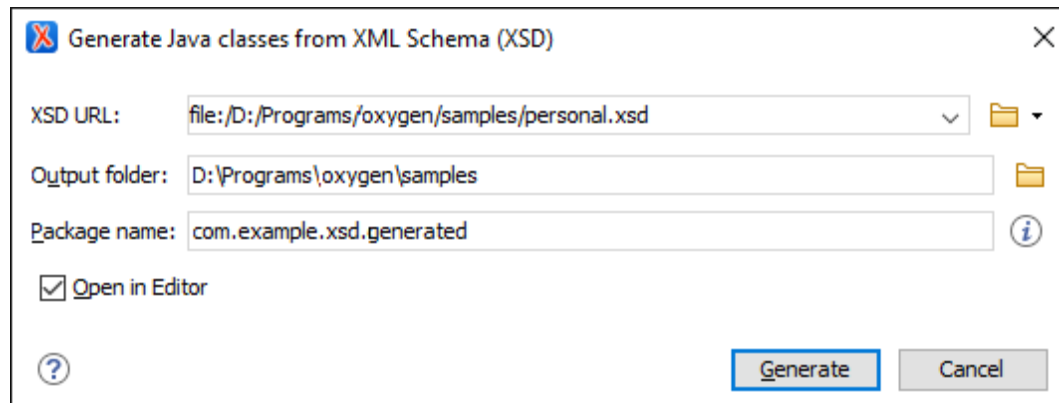 Generate Java classes from XML Schema (XSD)
XSD URL: file:/D:/Programs/oxygen/samples/personal.xsd
Output folder: D:\Programs\oxygen\samples
Package name: com.example.xsd.generated
Open in Editor
Generate Cancel